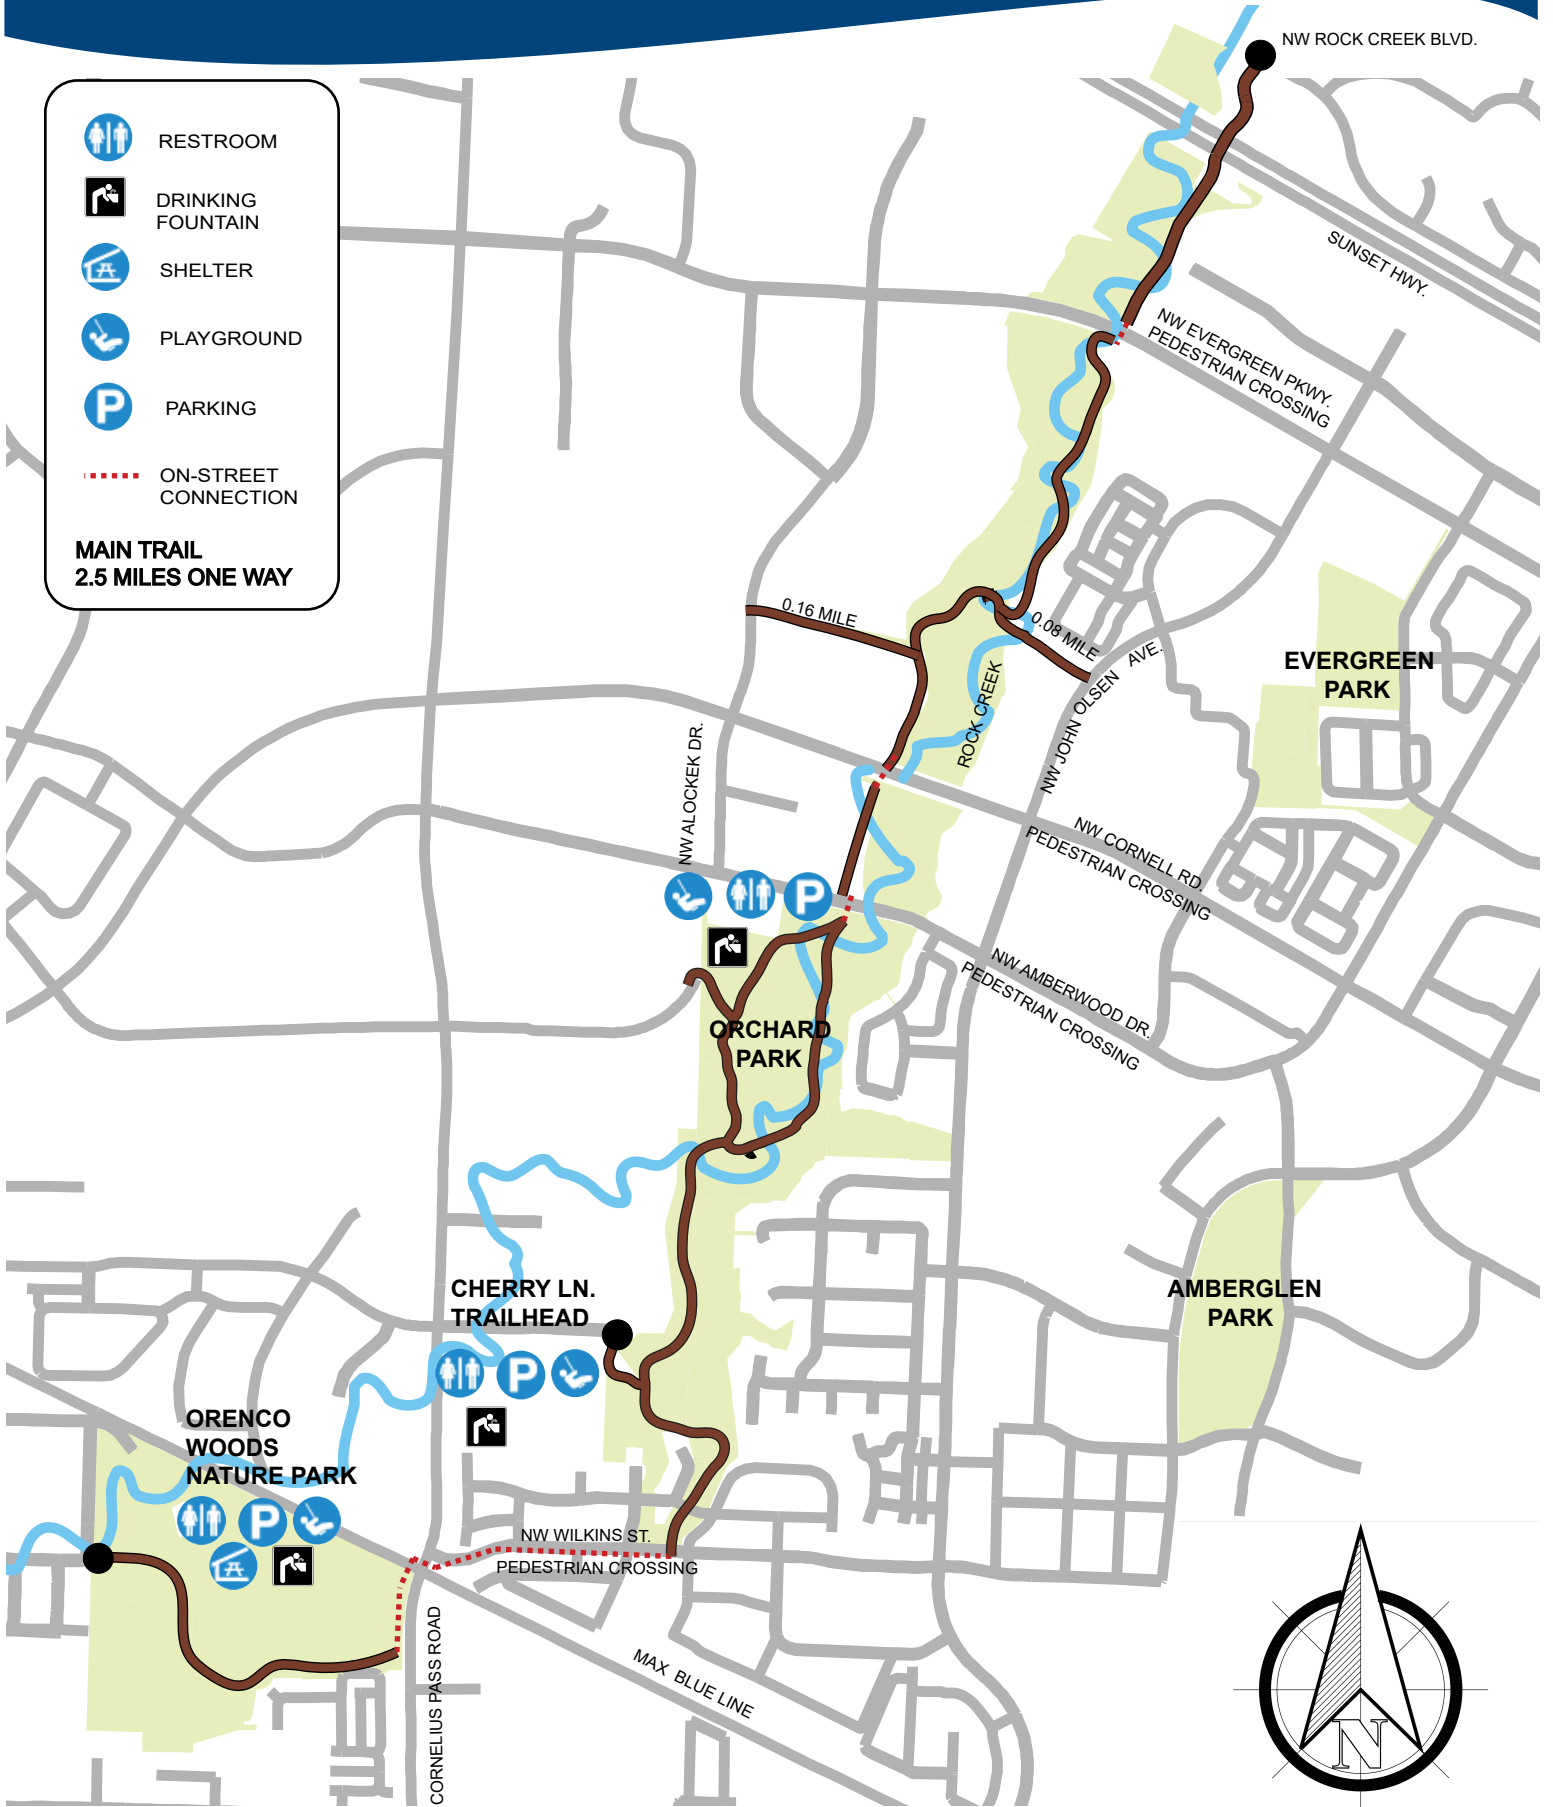 NW ROCK CREEK BLVD.
RESTROOM
DRINKING
FOUNTAIN
SHELTER
PLAYGROUND
P
PARKING
ON-STREET
CONNECTION
MAIN TRAIL
2.5 MILES ONE WAY
SUNSET HWY.
NW EVERGREEN PKWY.
PEDESTRIAN CROSSING
0.16 MILE
0.08 MILE
EVERGREEN
PARK
ROCK CREEK
NW JOHN OLSEN AVE.
NW ALOCKEK DR.
NW CORNELL RD.
PEDESTRIAN CROSSING
P
NW AMBERWOOD DR.
PEDESTRIAN CROSSING
ORCHARD
PARK
CHERRY LN.
TRAILHEAD
P
AMBERGLEN
PARK
ORENCO
WOODS
NATURE PARK
P
NW WILKINS ST.
PEDESTRIAN CROSSING
CORNELIUS PASS ROAD
MAX BLUE LINE
N